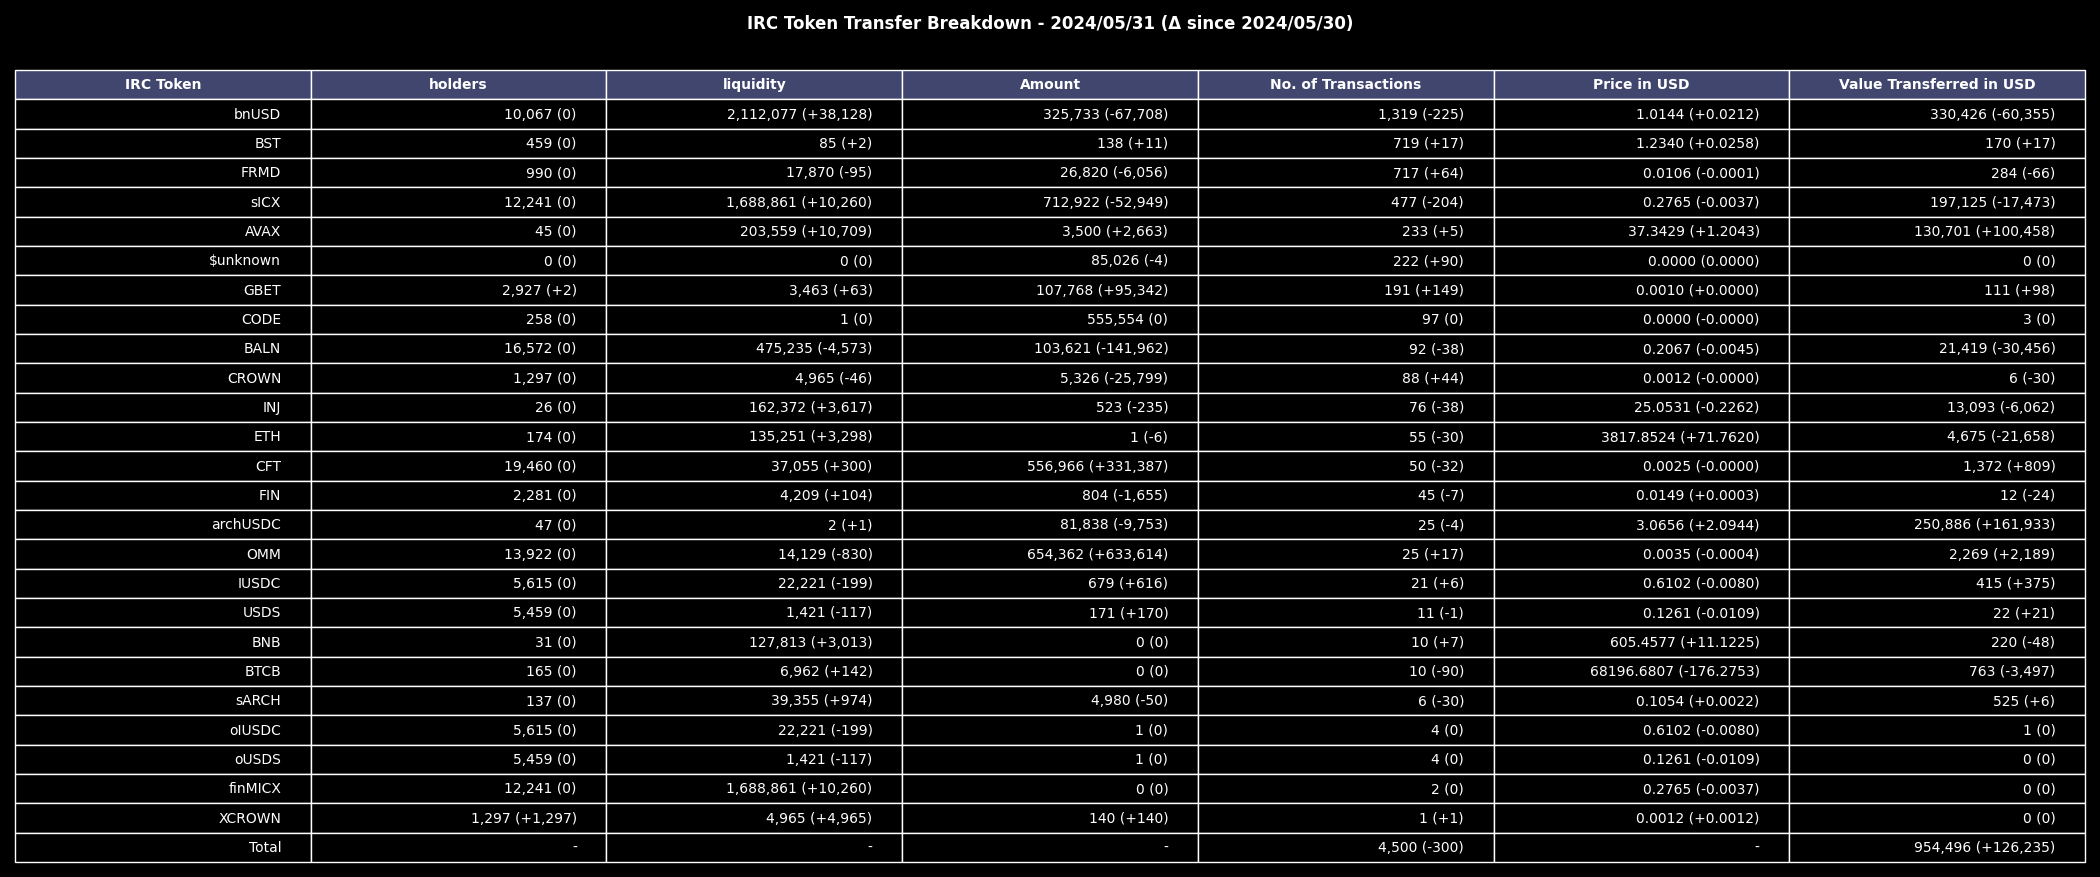 IRC Token Transfer Breakdown - 2024/05/31 (Δ since 2024/05/30)
IRC Token holders liquidity Amount No. of Transactions Price in USD Value Transferred in USD
bnUSD 10,067 (0) 2,112,077 (+38,128) 325,733 (-67,708) 1,319 (-225) 1.0144 (+0.0212) 330,426 (-60,355)
BST 459 (0) 85 (+2) 138 (+11) 719 (+17) 1.2340 (+0.0258) 170 (+17)
FRMD 990 (0) 17,870 (-95) 26,820 (-6,056) 717 (+64) 0.0106 (-0.0001) 284 (-66)
sICX 12,241 (0) 1,688,861 (+10,260) 712,922 (-52,949) 477 (-204) 0.2765 (-0.0037) 197,125 (-17,473)
AVAX 45 (0) 203,559 (+10,709) 3,500 (+2,663) 233 (+5) 37.3429 (+1.2043) 130,701 (+100,458)
$unknown 0 (0) 0 (0) 85,026 (-4) 222 (+90) 0.0000 (0.0000) 0 (0)
GBET 2,927 (+2) 3,463 (+63) 107,768 (+95,342) 191 (+149) 0.0010 (+0.0000) 111 (+98)
CODE 258 (0) 1 (0) 555,554 (0) 97 (0) 0.0000 (-0.0000) 3 (0)
BALN 16,572 (0) 475,235 (-4,573) 103,621 (-141,962) 92 (-38) 0.2067 (-0.0045) 21,419 (-30,456)
CROWN 1,297 (0) 4,965 (-46) 5,326 (-25,799) 88 (+44) 0.0012 (-0.0000) 6 (-30)
INJ 26 (0) 162,372 (+3,617) 523 (-235) 76 (-38) 25.0531 (-0.2262) 13,093 (-6,062)
ETH 174 (0) 135,251 (+3,298) 1 (-6) 55 (-30) 3817.8524 (+71.7620) 4,675 (-21,658)
CFT 19,460 (0) 37,055 (+300) 556,966 (+331,387) 50 (-32) 0.0025 (-0.0000) 1,372 (+809)
FIN 2,281 (0) 4,209 (+104) 804 (-1,655) 45 (-7) 0.0149 (+0.0003) 12 (-24)
archUSDC 47 (0) 2 (+1) 81,838 (-9,753) 25 (-4) 3.0656 (+2.0944) 250,886 (+161,933)
OMM 13,922 (0) 14,129 (-830) 654,362 (+633,614) 25 (+17) 0.0035 (-0.0004) 2,269 (+2,189)
IUSDC 5,615 (0) 22,221 (-199) 679 (+616) 21 (+6) 0.6102 (-0.0080) 415 (+375)
USDS 5,459 (0) 1,421 (-117) 171 (+170) 11 (-1) 0.1261 (-0.0109) 22 (+21)
BNB 31 (0) 127,813 (+3,013) 0 (0) 10 (+7) 605.4577 (+11.1225) 220 (-48)
BTCB 165 (0) 6,962 (+142) 0 (0) 10 (-90) 68196.6807 (-176.2753) 763 (-3,497)
sARCH 137 (0) 39,355 (+974) 4,980 (-50) 6 (-30) 0.1054 (+0.0022) 525 (+6)
oIUSDC 5,615 (0) 22,221 (-199) 1 (0) 4 (0) 0.6102 (-0.0080) 1 (0)
oUSDS 5,459 (0) 1,421 (-117) 1 (0) 4 (0) 0.1261 (-0.0109) 0 (0)
finMICX 12,241 (0) 1,688,861 (+10,260) 0 (0) 2 (0) 0.2765 (-0.0037) 0 (0)
XCROWN 1,297 (+1,297) 4,965 (+4,965) 140 (+140) 1 (+1) 0.0012 (+0.0012) 0 (0)
Total - - - 4,500 (-300) - 954,496 (+126,235)